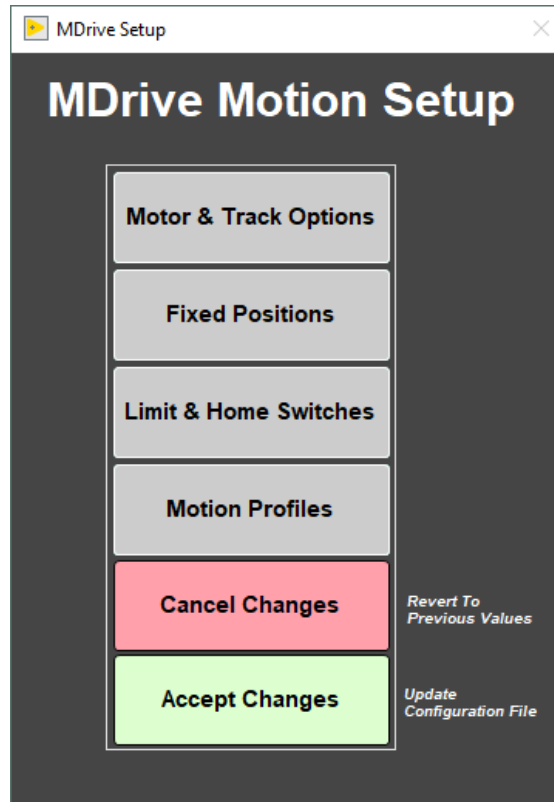 MDrive Setup
MDrive Motion Setup
Motor & Track Options
Fixed Positions
Limit & Home Switches
Motion Profiles
Cancel Changes
Revert To
Previous Values
Accept Changes
Update
Configuration File